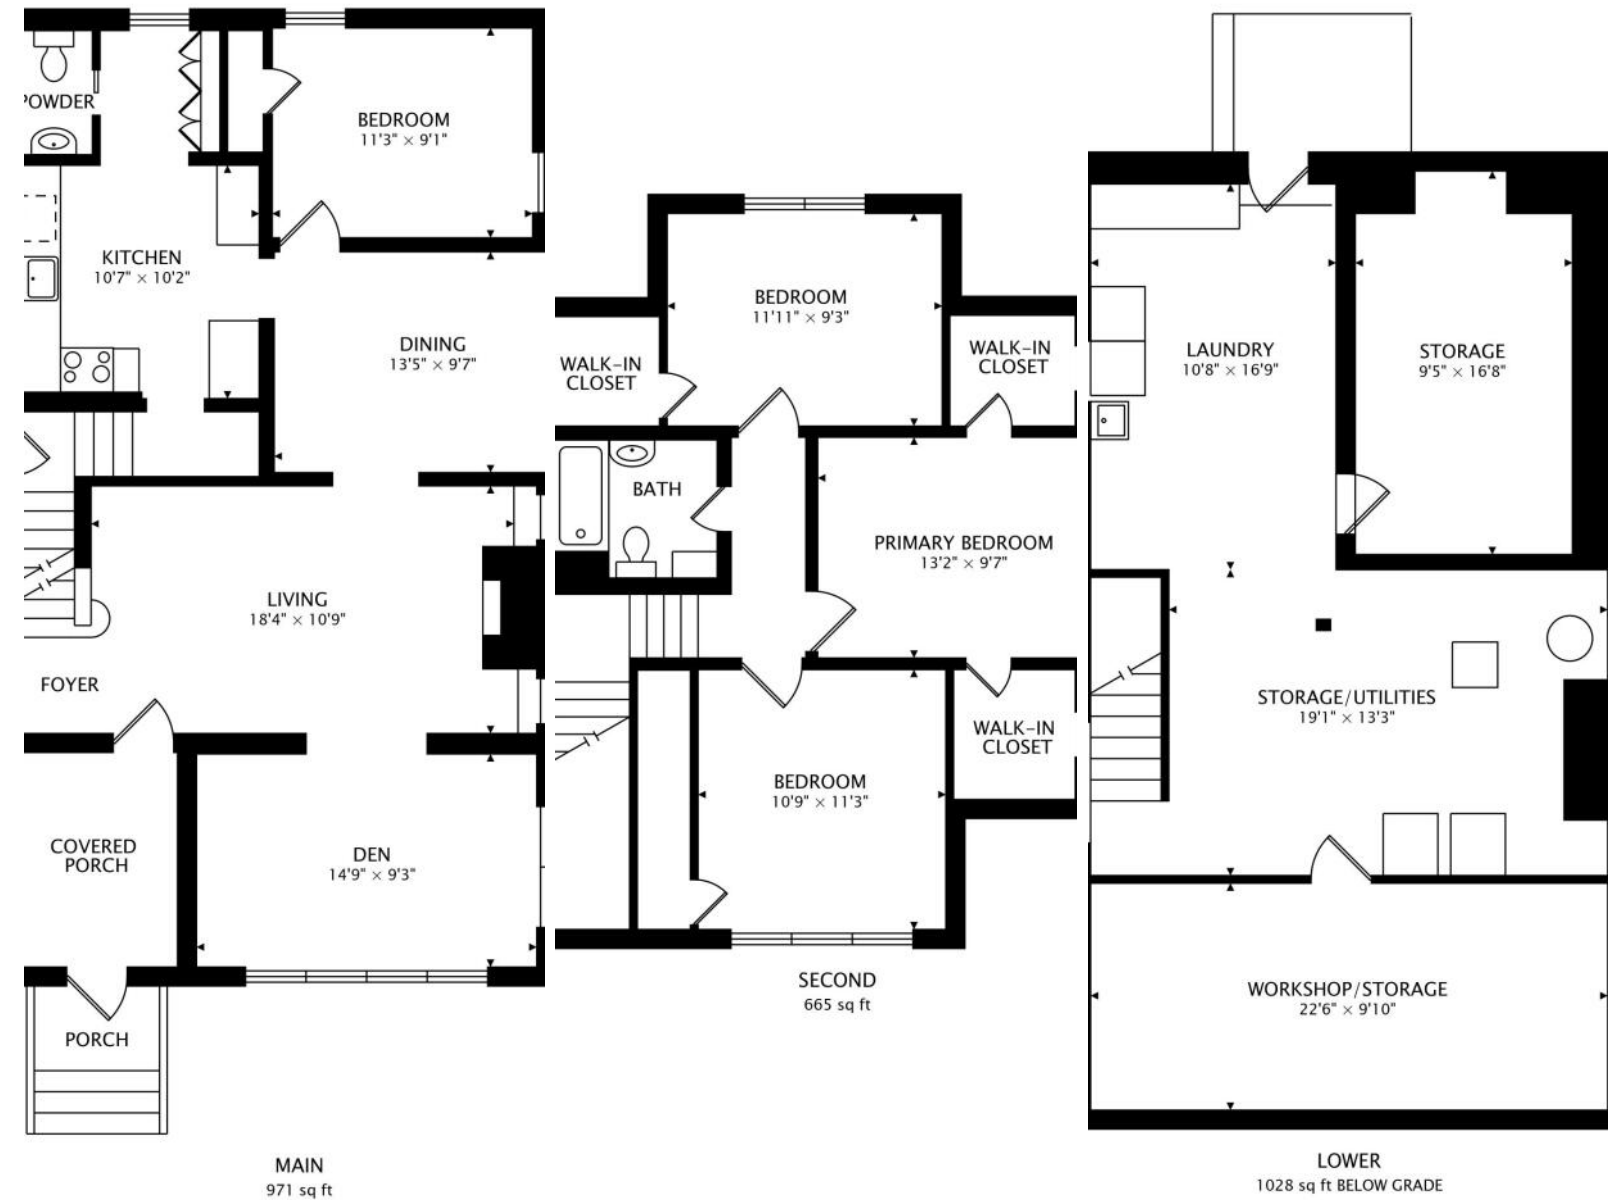 POWDER
BEDROOM
11'3" × 9'1"
KITCHEN
10'7" × 10'2"
DINING
13'5" × 9'7"
LIVING
18'4" × 10'9"
FOYER
COVERED
PORCH
DEN
14'9" × 9'3"
PORCH
MAIN
971 sq ft
BEDROOM
11'11" × 9'3"
WALK-IN
CLOSET
WALK-IN
CLOSET
BATH
PRIMARY BEDROOM
13'2" × 9'7"
WALK-IN
CLOSET
BEDROOM
10'9" × 11'3"
SECOND
665 sq ft
LAUNDRY
10'8" × 16'9"
STORAGE
9'5" × 16'8"
STORAGE/UTILITIES
19'1" × 13'3"
WORKSHOP/STORAGE
22'6" × 9'10"
LOWER
1028 sq ft BELOW GRADE